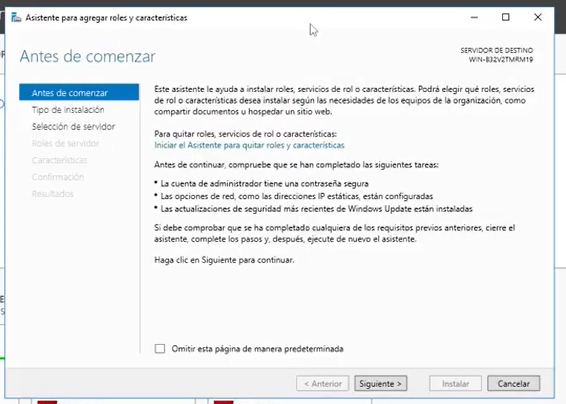 Asistente para agregar roles y características
Antes de comenzar
SERVIDOR DE DESTINO
WIN-B32V2TMRM19
Antes de comenzar
Tipo de instalación
Selección de servidor
Roles de servidor
Características
Confirmación
Resultados
Este asistente le ayuda a instalar roles, servicios de rol o características. Podrá elegir qué roles, servicios
de rol o características desea instalar según las necesidades de los equipos de la organización, como
compartir documentos u hospedar un sitio web.
Para quitar roles, servicios de rol o características:
Iniciar el Asistente para quitar roles y características
Antes de continuar, compruebe que se han completado las siguientes tareas:
• La cuenta de administrador tiene una contraseña segura
• Las opciones de red, como las direcciones IP estáticas, están configuradas
• Las actualizaciones de seguridad más recientes de Windows Update están instaladas
Si debe comprobar que se ha completado cualquiera de los requisitos previos anteriores, cierre el
asistente, complete los pasos y, después, ejecute de nuevo el asistente.
Haga clic en Siguiente para continuar.
Omitir esta página de manera predeterminada
< Anterior
Siguiente >
Instalar
Cancelar